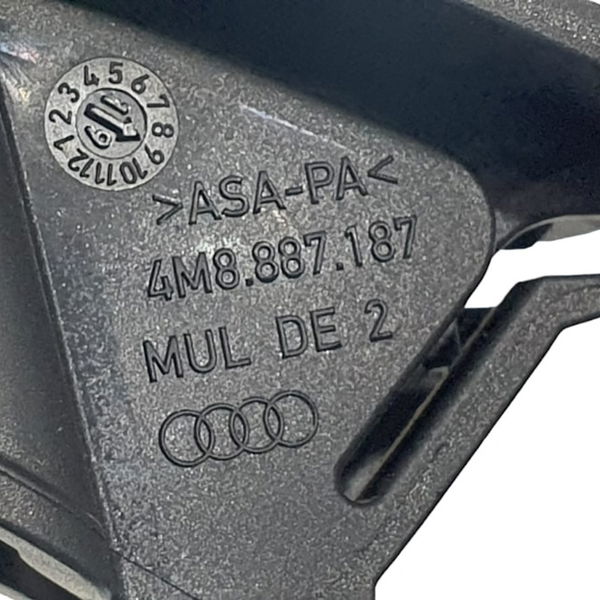 1 2 3 4 5 6 7 8 9 10 11 12
>ASA-PA<
4M8.887.187
MUL DE 2